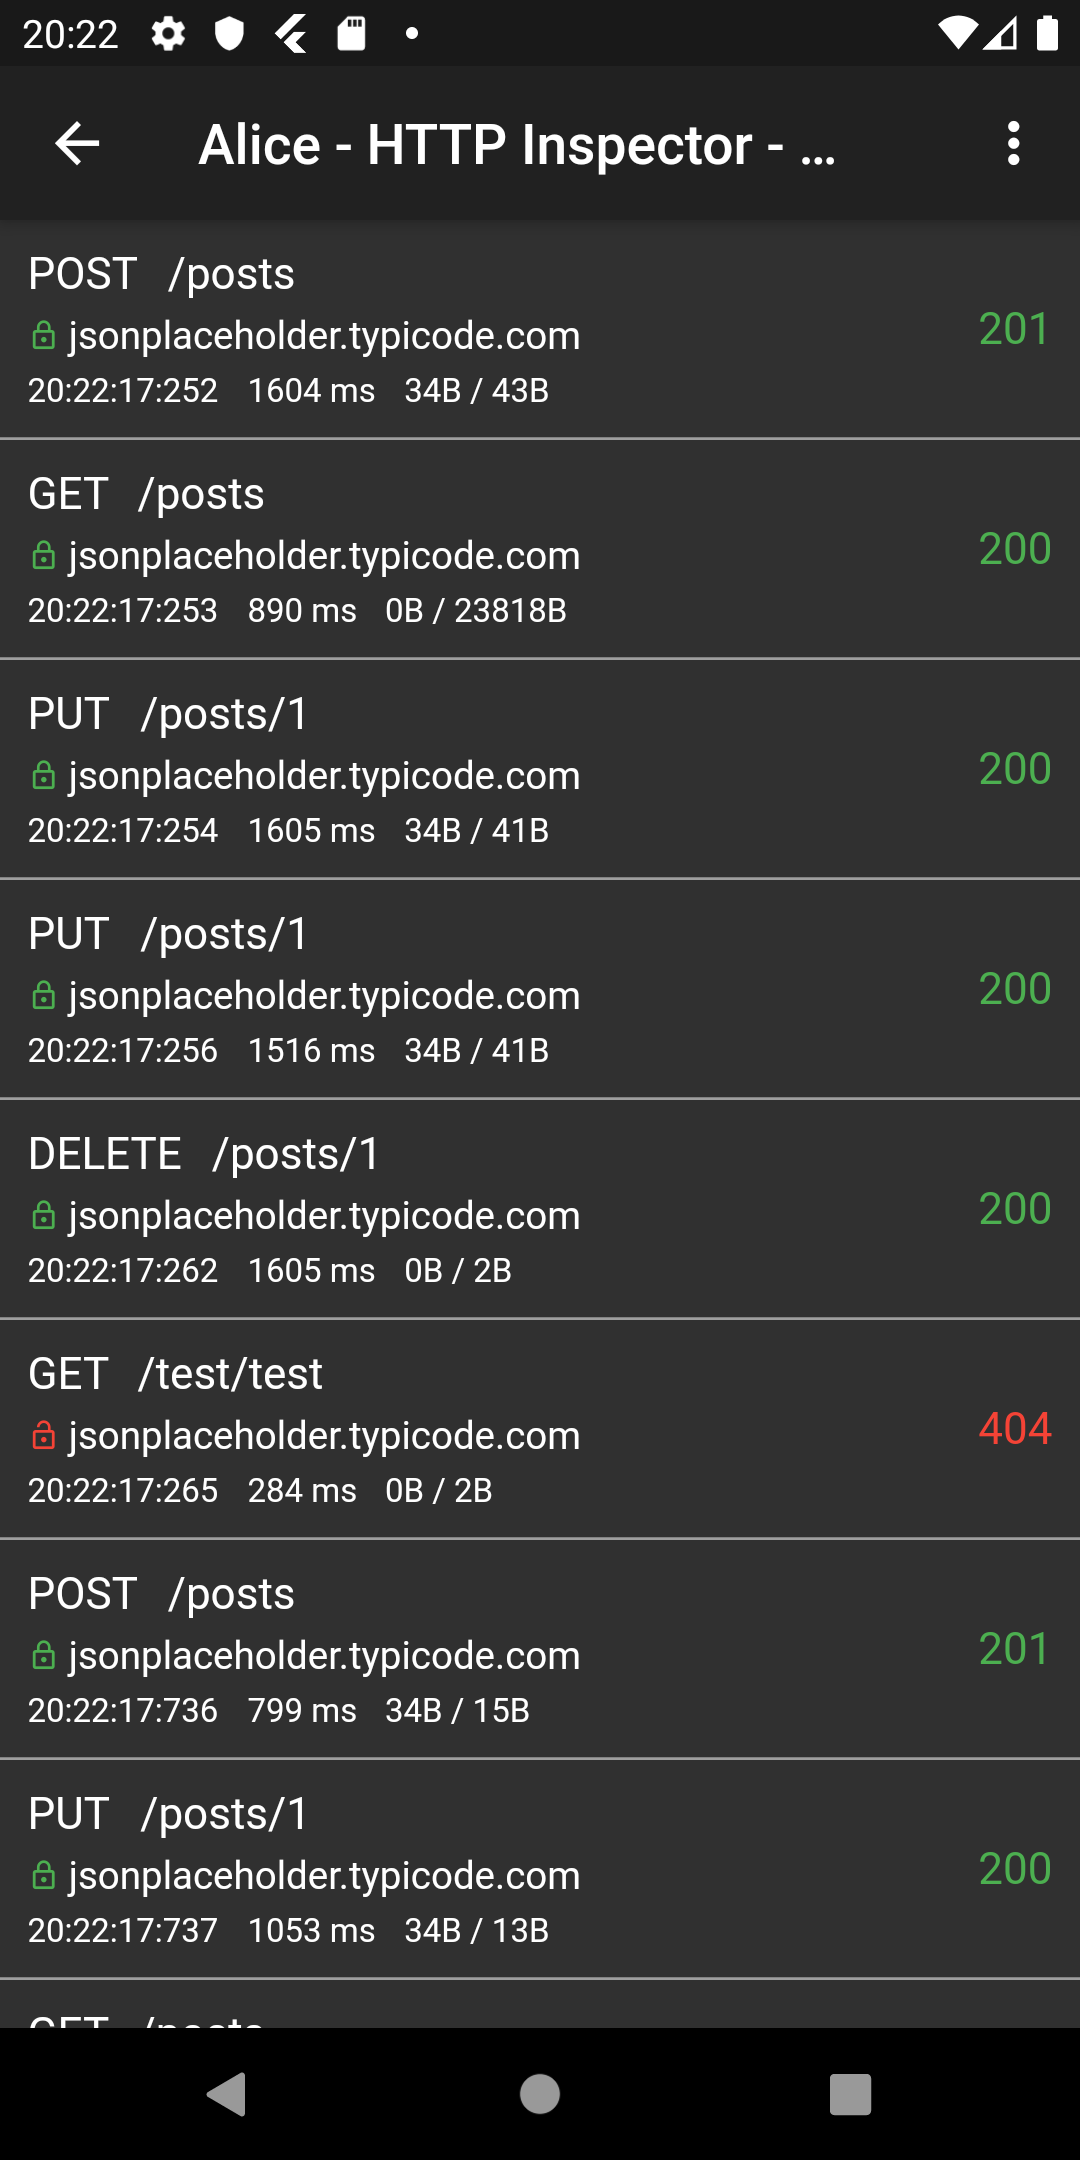 20:22
Alice - HTTP Inspector - ...
POST /posts
jsonplaceholder.typicode.com
201
20:22:17:252 1604 ms 34B / 43B
GET /posts
jsonplaceholder.typicode.com
200
20:22:17:253 890 ms 0B / 23818B
PUT /posts/1
jsonplaceholder.typicode.com
200
20:22:17:254 1605 ms 34B / 41B
PUT /posts/1
jsonplaceholder.typicode.com
200
20:22:17:256 1516 ms 34B / 41B
DELETE /posts/1
jsonplaceholder.typicode.com
200
20:22:17:262 1605 ms 0B / 2B
GET /test/test
jsonplaceholder.typicode.com
404
20:22:17:265 284 ms 0B / 2B
POST /posts
jsonplaceholder.typicode.com
201
20:22:17:736 799 ms 34B / 15B
PUT /posts/1
jsonplaceholder.typicode.com
200
20:22:17:737 1053 ms 34B / 13B
GET /posts